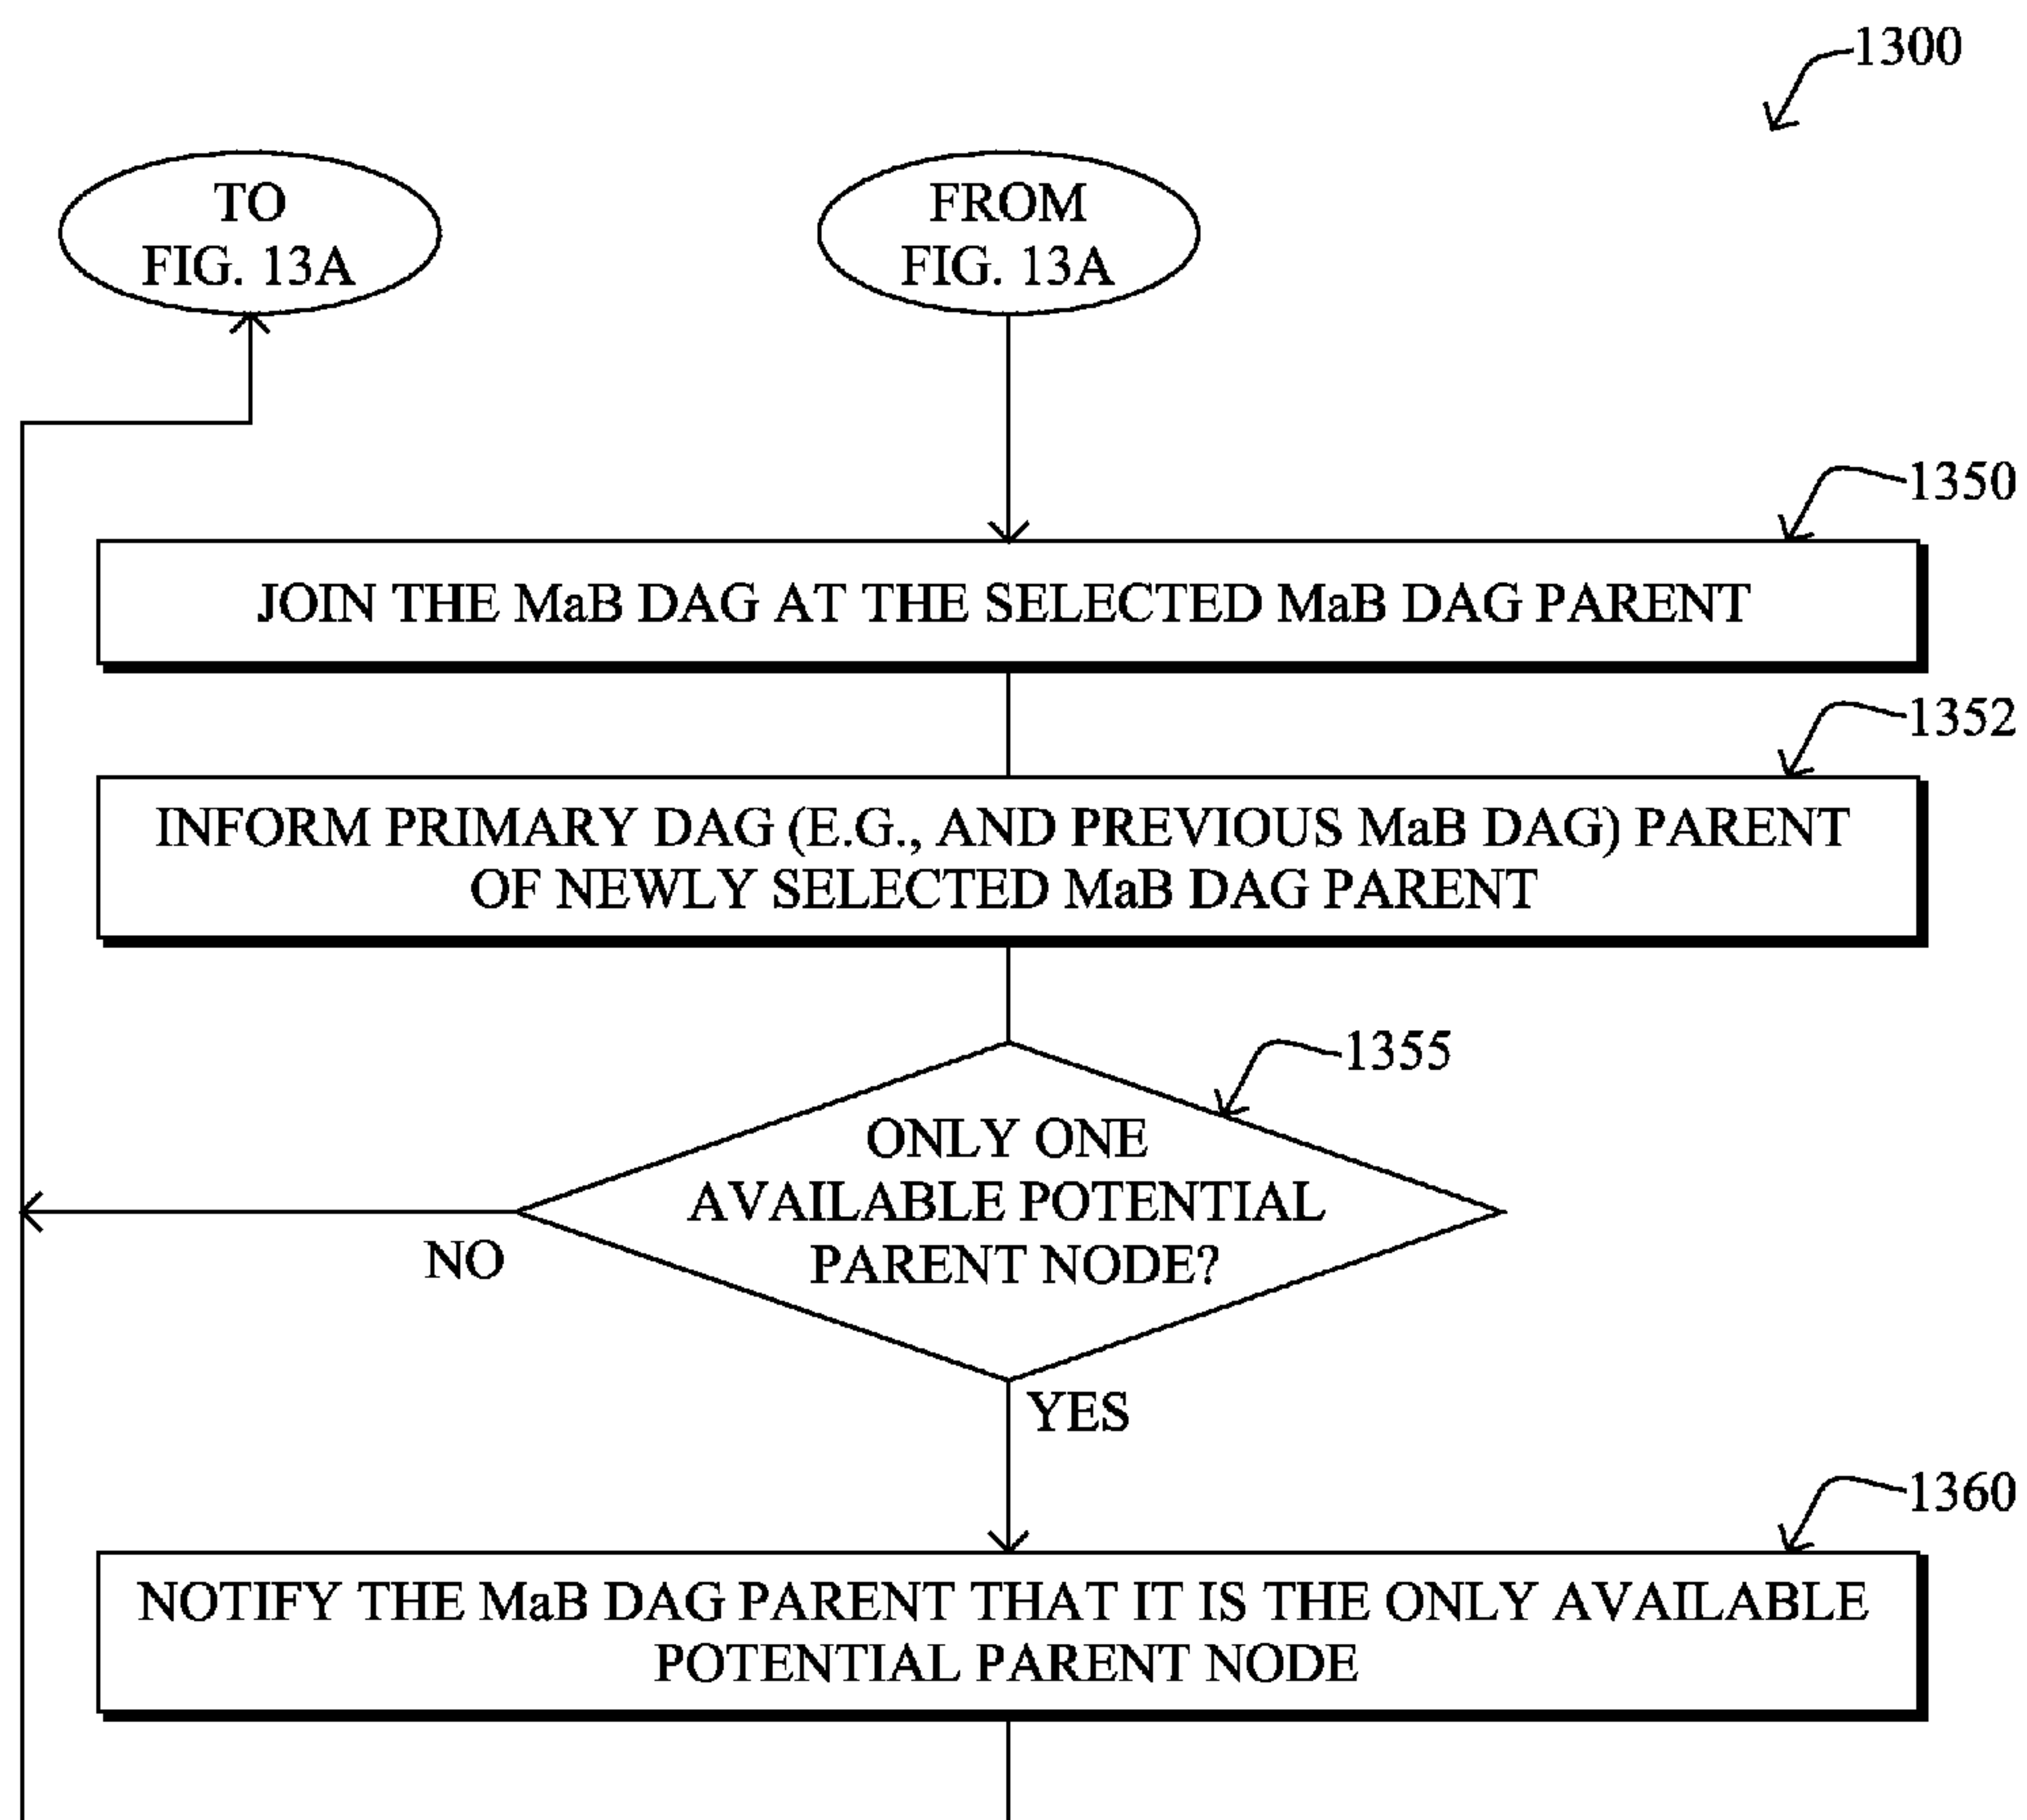 1300
TO
FIG. 13A
FROM
FIG. 13A
1350
JOIN THE MaB DAG AT THE SELECTED MaB DAG PARENT
1352
INFORM PRIMARY DAG (E.G., AND PREVIOUS MaB DAG) PARENT
OF NEWLY SELECTED MaB DAG PARENT
1355
ONLY ONE
AVAILABLE POTENTIAL
PARENT NODE?
NO
YES
1360
NOTIFY THE MaB DAG PARENT THAT IT IS THE ONLY AVAILABLE
POTENTIAL PARENT NODE